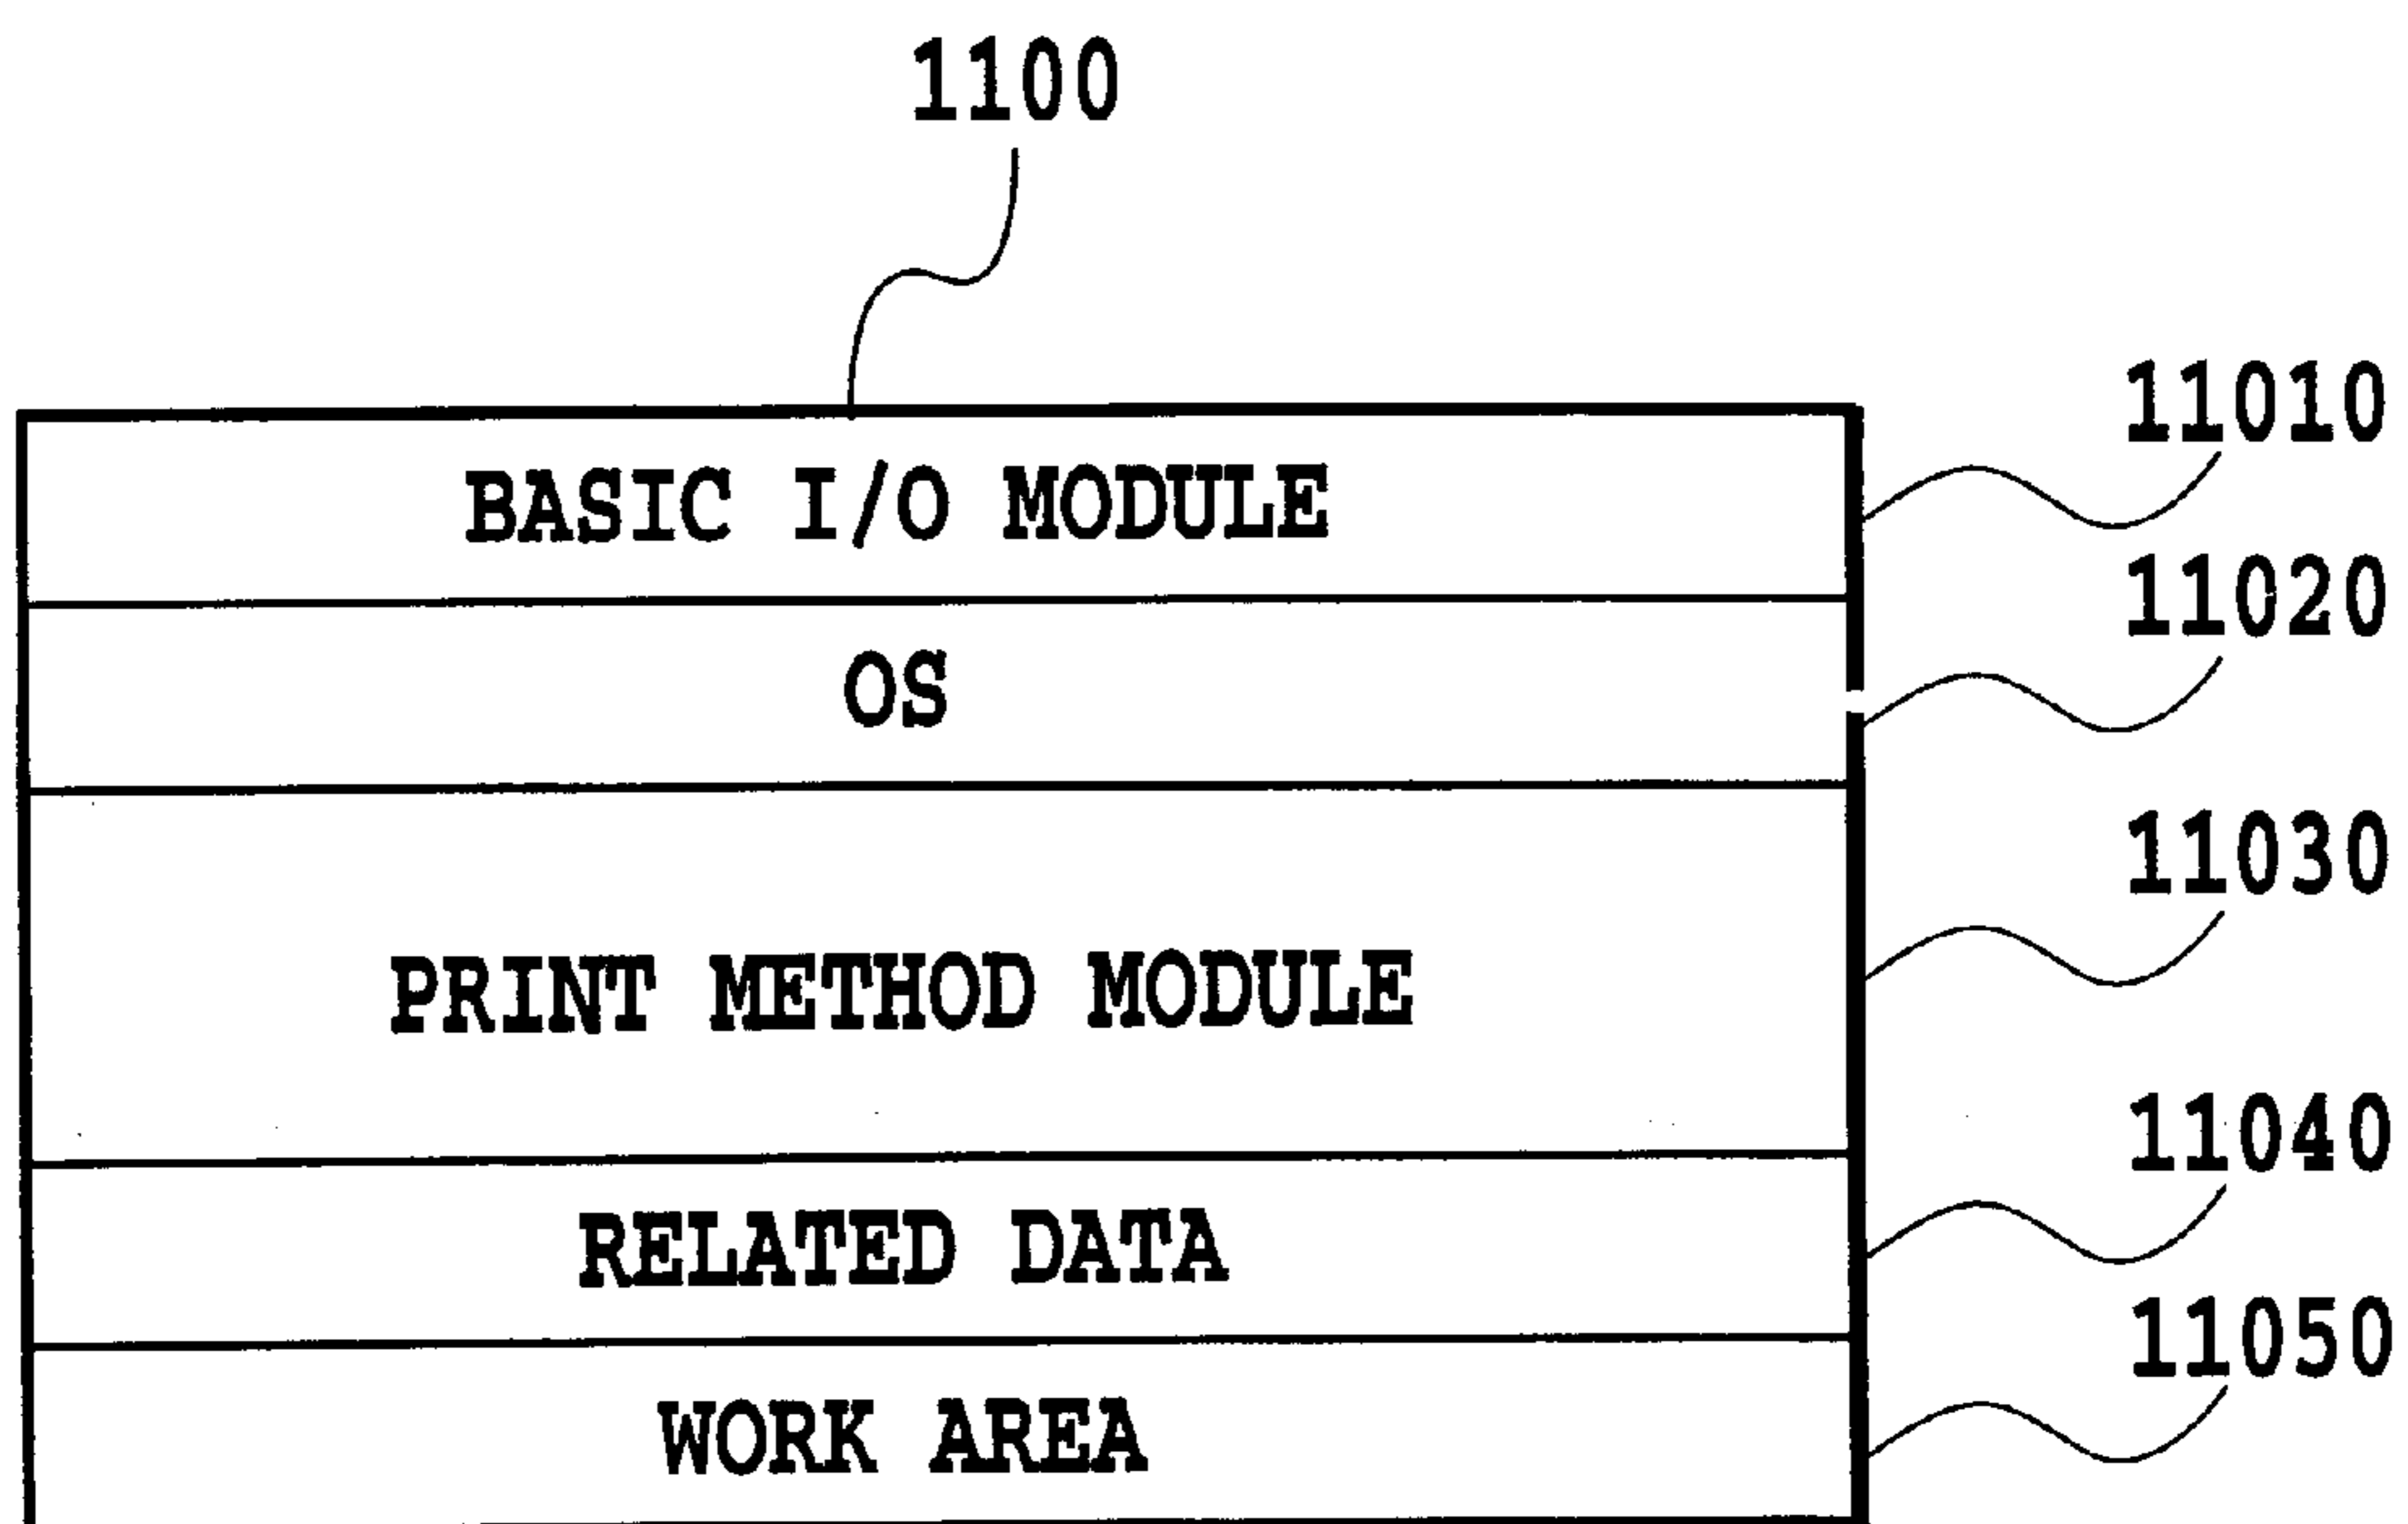 1100
11010
BASIC I/O MODULE
11020
OS
11030
PRINT METHOD MODULE
11040
RELATED DATA
11050
WORK AREA